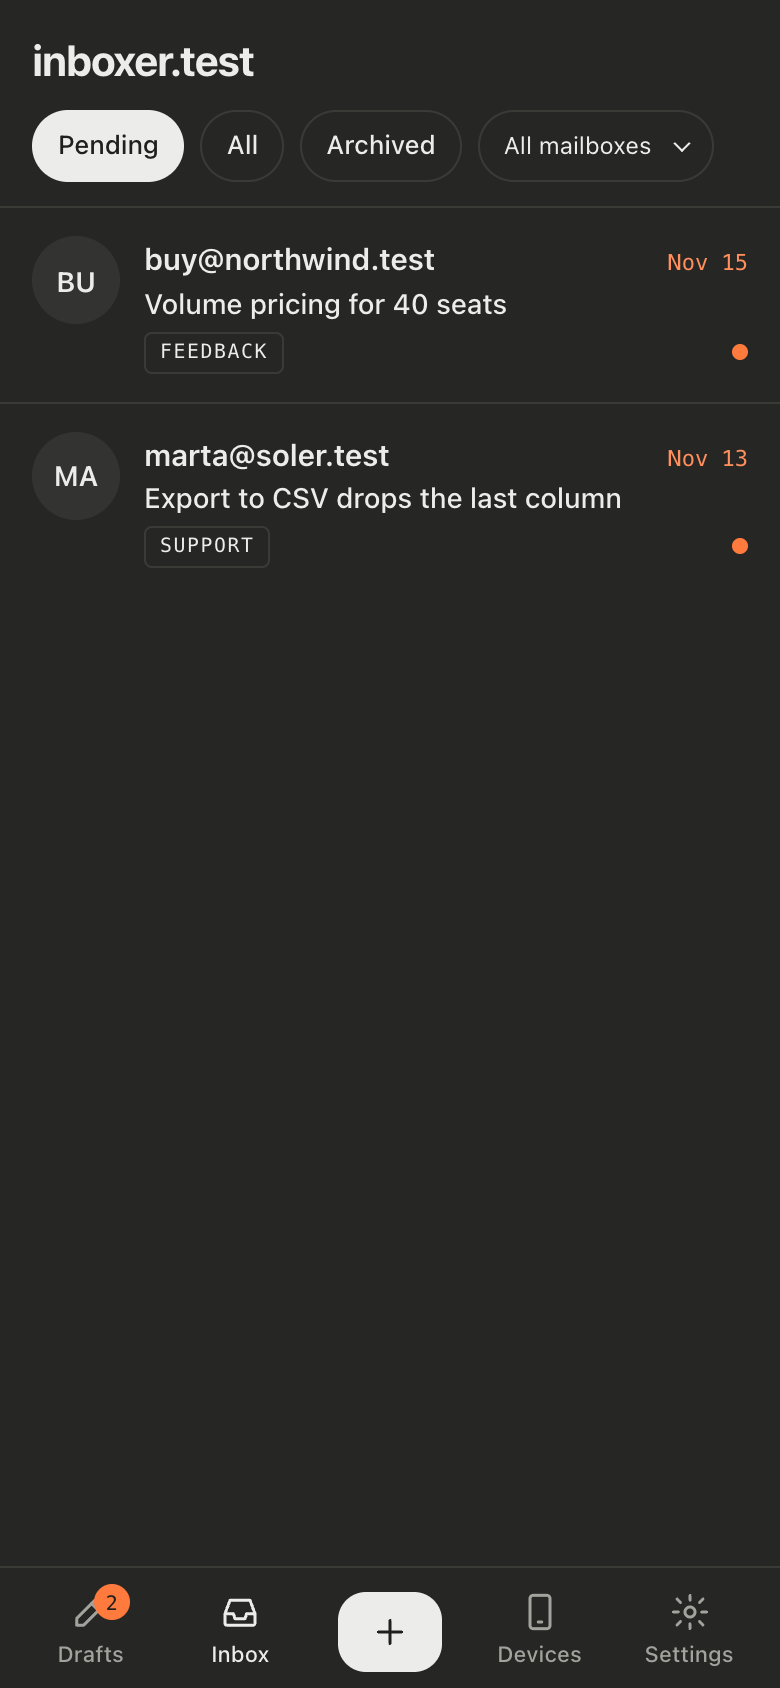 inboxer.test
Pending All Archived All mailboxes
BU buy@northwind.test Nov 15
Volume pricing for 40 seats
FEEDBACK
MA marta@soler.test Nov 13
Export to CSV drops the last column
SUPPORT
2
Drafts Inbox + Devices Settings